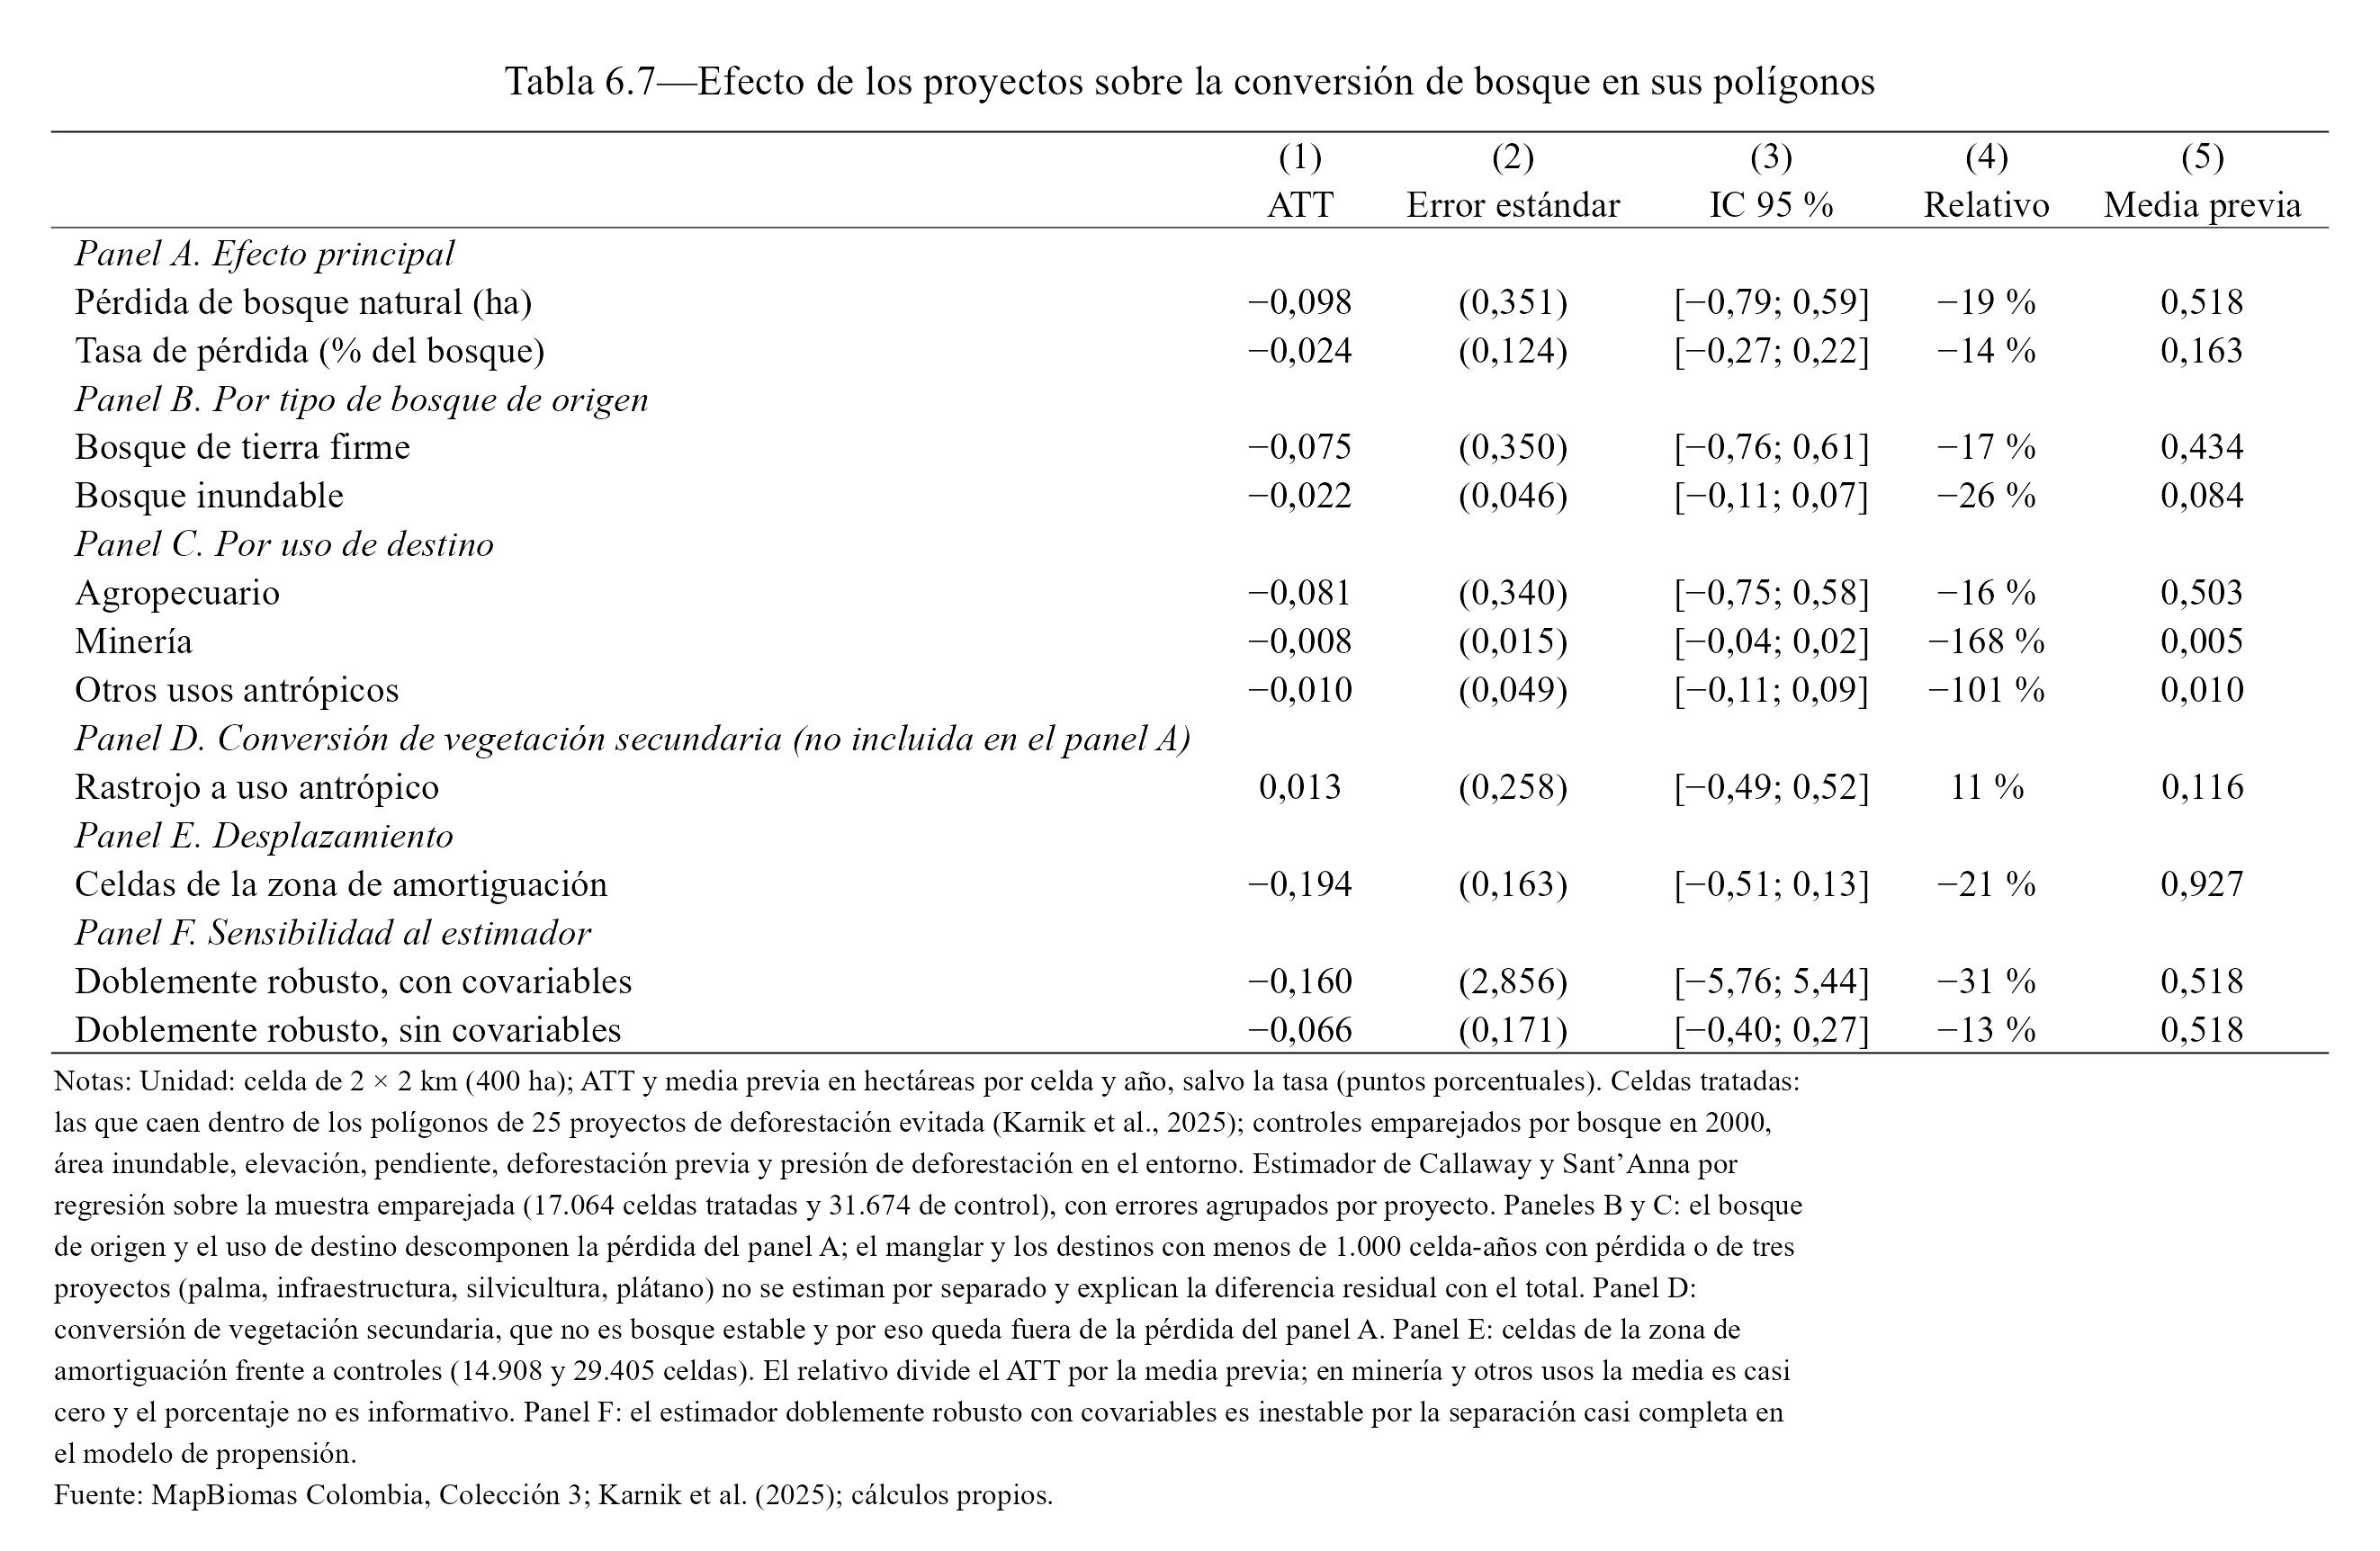 Tabla 6.7—Efecto de los proyectos sobre la conversión de bosque en sus polígonos
(1) (2) (3) (4) (5)
ATT Error estándar IC 95 % Relativo Media previa
Panel A. Efecto principal
Pérdida de bosque natural (ha) −0,098 (0,351) [−0,79; 0,59] −19 % 0,518
Tasa de pérdida (% del bosque) −0,024 (0,124) [−0,27; 0,22] −14 % 0,163
Panel B. Por tipo de bosque de origen
Bosque de tierra firme −0,075 (0,350) [−0,76; 0,61] −17 % 0,434
Bosque inundable −0,022 (0,046) [−0,11; 0,07] −26 % 0,084
Panel C. Por uso de destino
Agropecuario −0,081 (0,340) [−0,75; 0,58] −16 % 0,503
Minería −0,008 (0,015) [−0,04; 0,02] −168 % 0,005
Otros usos antrópicos −0,010 (0,049) [−0,11; 0,09] −101 % 0,010
Panel D. Conversión de vegetación secundaria (no incluida en el panel A)
Rastrojo a uso antrópico 0,013 (0,258) [−0,49; 0,52] 11 % 0,116
Panel E. Desplazamiento
Celdas de la zona de amortiguación −0,194 (0,163) [−0,51; 0,13] −21 % 0,927
Panel F. Sensibilidad al estimador
Doblemente robusto, con covariables −0,160 (2,856) [−5,76; 5,44] −31 % 0,518
Doblemente robusto, sin covariables −0,066 (0,171) [−0,40; 0,27] −13 % 0,518
Notas: Unidad: celda de 2 × 2 km (400 ha); ATT y media previa en hectáreas por celda y año, salvo la tasa (puntos porcentuales). Celdas tratadas:
las que caen dentro de los polígonos de 25 proyectos de deforestación evitada (Karnik et al., 2025); controles emparejados por bosque en 2000,
área inundable, elevación, pendiente, deforestación previa y presión de deforestación en el entorno. Estimador de Callaway y Sant’Anna por
regresión sobre la muestra emparejada (17.064 celdas tratadas y 31.674 de control), con errores agrupados por proyecto. Paneles B y C: el bosque
de origen y el uso de destino descomponen la pérdida del panel A; el manglar y los destinos con menos de 1.000 celda-años con pérdida o de tres
proyectos (palma, infraestructura, silvicultura, plátano) no se estiman por separado y explican la diferencia residual con el total. Panel D:
conversión de vegetación secundaria, que no es bosque estable y por eso queda fuera de la pérdida del panel A. Panel E: celdas de la zona de
amortiguación frente a controles (14.908 y 29.405 celdas). El relativo divide el ATT por la media previa; en minería y otros usos la media es casi
cero y el porcentaje no es informativo. Panel F: el estimador doblemente robusto con covariables es inestable por la separación casi completa en
el modelo de propensión.
Fuente: MapBiomas Colombia, Colección 3; Karnik et al. (2025); cálculos propios.